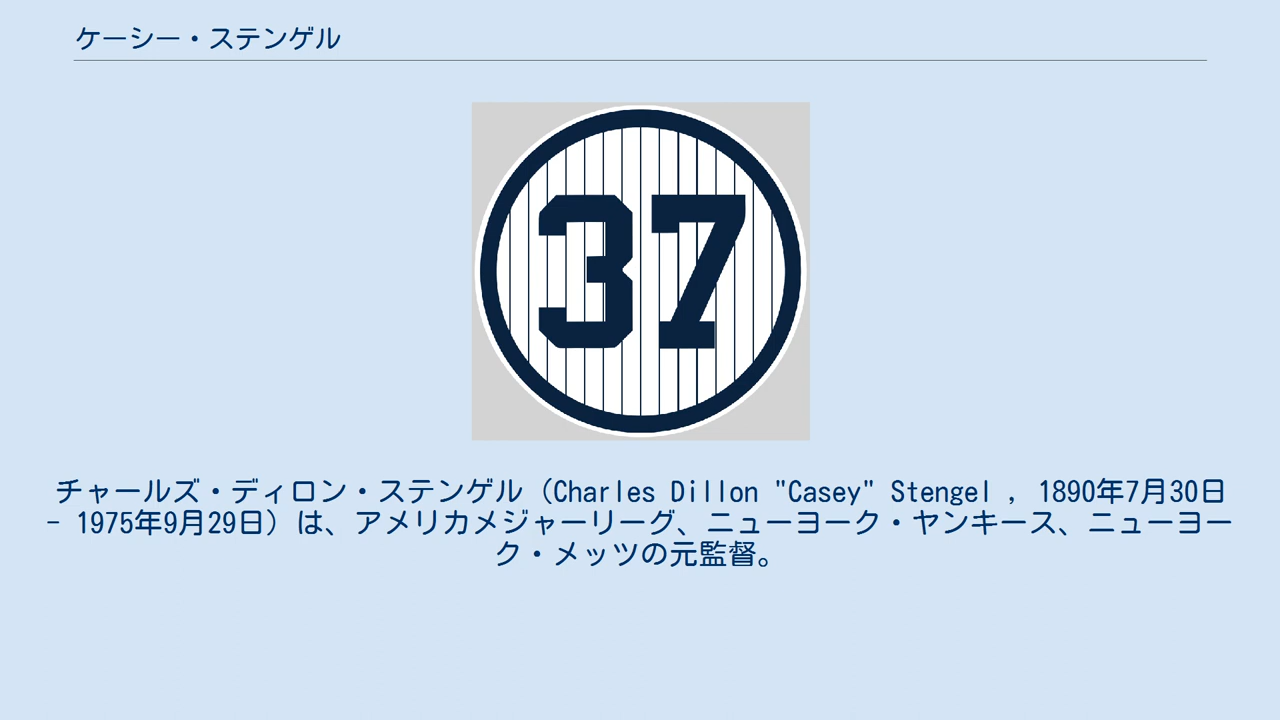 ケーシー・ステンゲル
37
チャールズ・ディロン・ステンゲル（Charles Dillon "Casey" Stengel , 1890年7月30日
- 1975年9月29日）は、アメリカメジャーリーグ、ニューヨーク・ヤンキース、ニューヨー
ク・メッツの元監督。